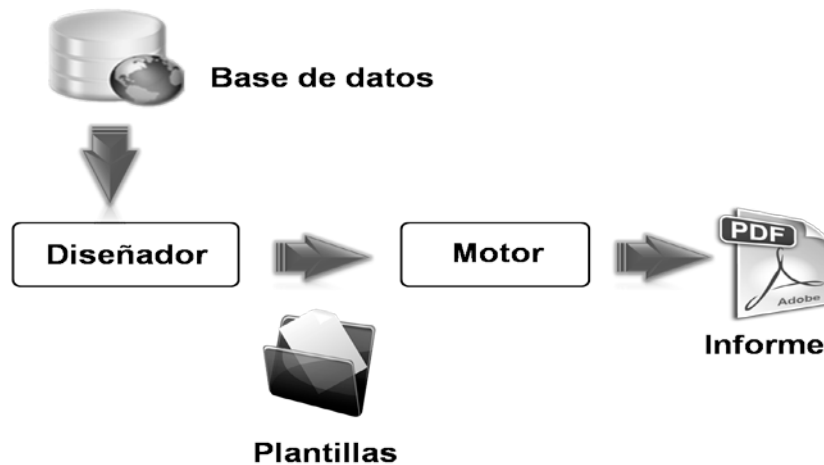 Base de datos
Diseñador
Motor
PDF
Adobe
Informe
Plantillas